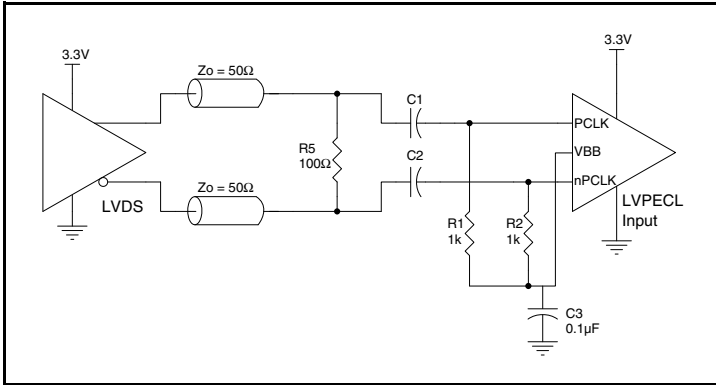 3.3V
3.3V
Zo = 50Ω
C1
PCLK
R5
100Ω
VBB
C2
nPCLK
Zo = 50Ω
LVDS
LVPECL
Input
R1
1k
R2
1k
C3
0.1µF